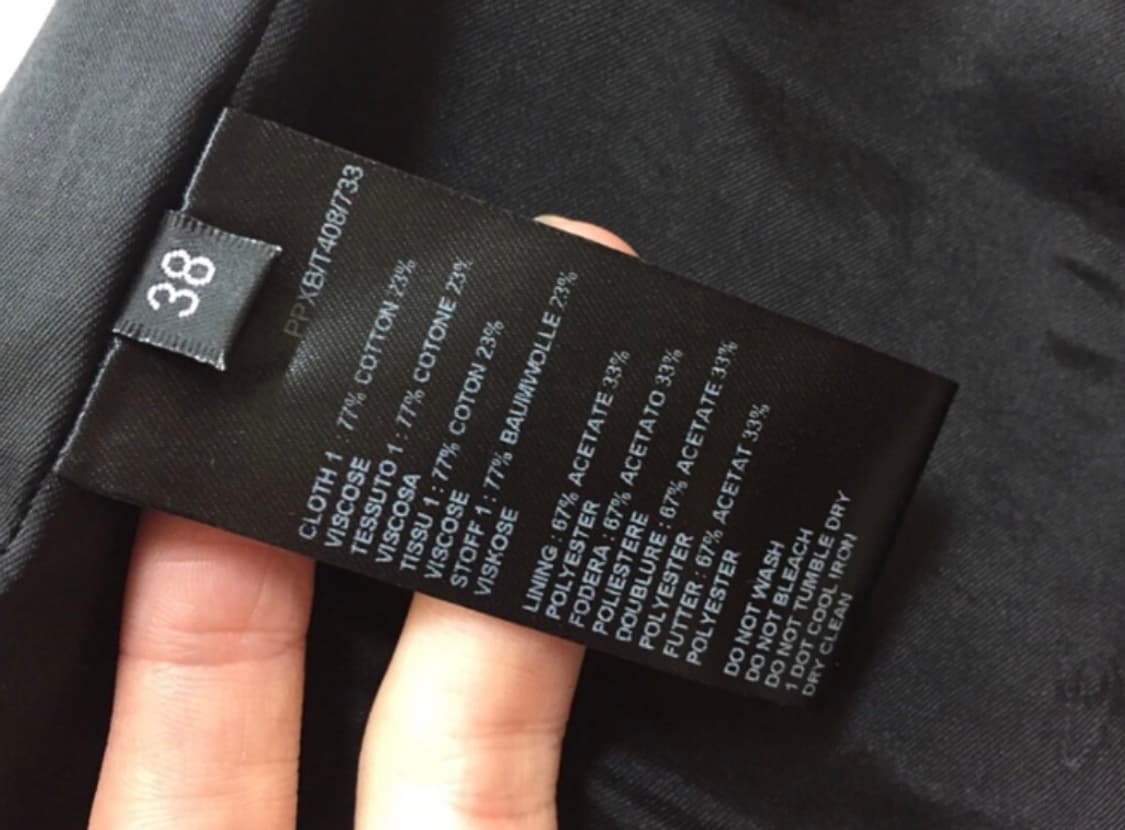 38
PPXB/T408/733
CLOTH 1 : 77% COTTON 23%
VISCOSE
TESSUTO 1 : 77% COTONE 23%
VISCOSA
TISSU 1 : 77% COTON 23%
VISCOSE
STOFF 1 : 77% BAUMWOLLE 23%
VISKOSE
LINING : 67% ACETATE 33%
POLYESTER
FODERA : 67% ACETATO 33%
POLIESTERE
DOUBLURE : 67% ACETATE 33%
POLYESTER
FUTTER : 67% ACETAT 33%
POLYESTER
DO NOT WASH
DO NOT BLEACH
DO NOT TUMBLE DRY
1 DOT COOL IRON
DRY CLEAN